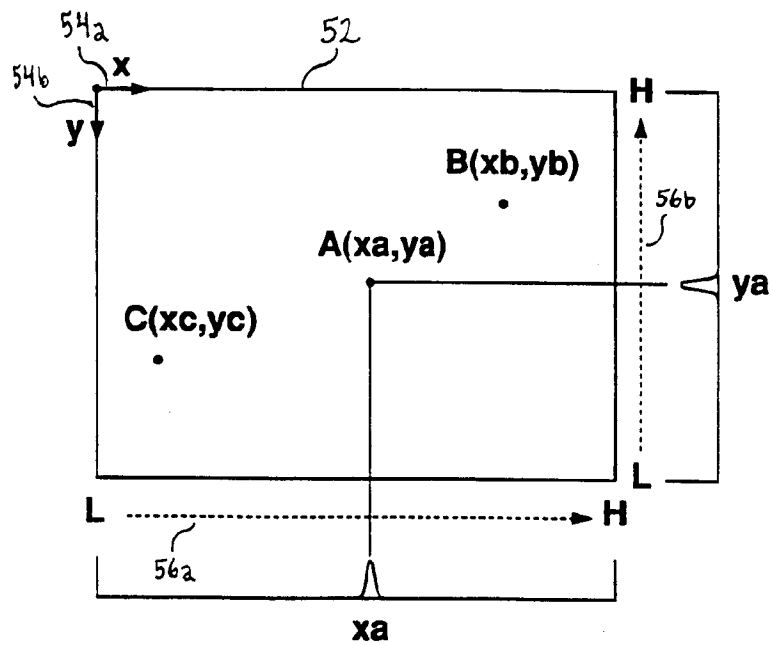 54a
52
x
54b
H
y
B(xb,yb)
56b
A(xa,ya)
ya
C(xc,yc)
L
L
H
56a
xa